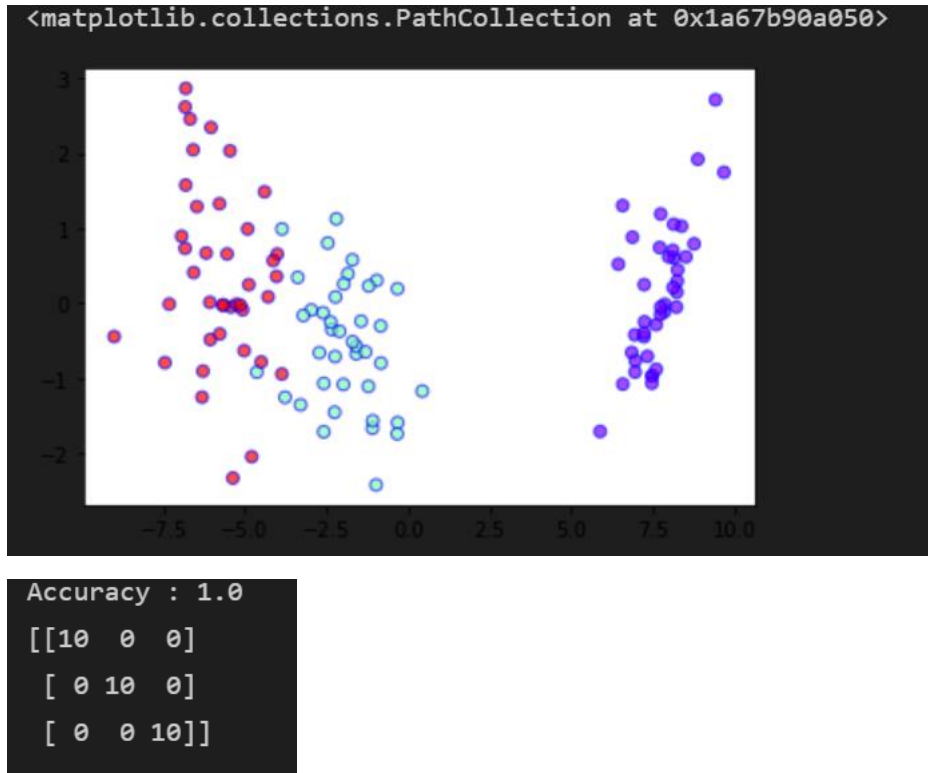 <matplotlib.collections.PathCollection at 0x1a67b90a050>
3
2
1
0
−1
−2
−7.5 −5.0 −2.5 0.0 2.5 5.0 7.5 10.0
Accuracy : 1.0
[[10 0 0]
[ 0 10 0]
[ 0 0 10]]